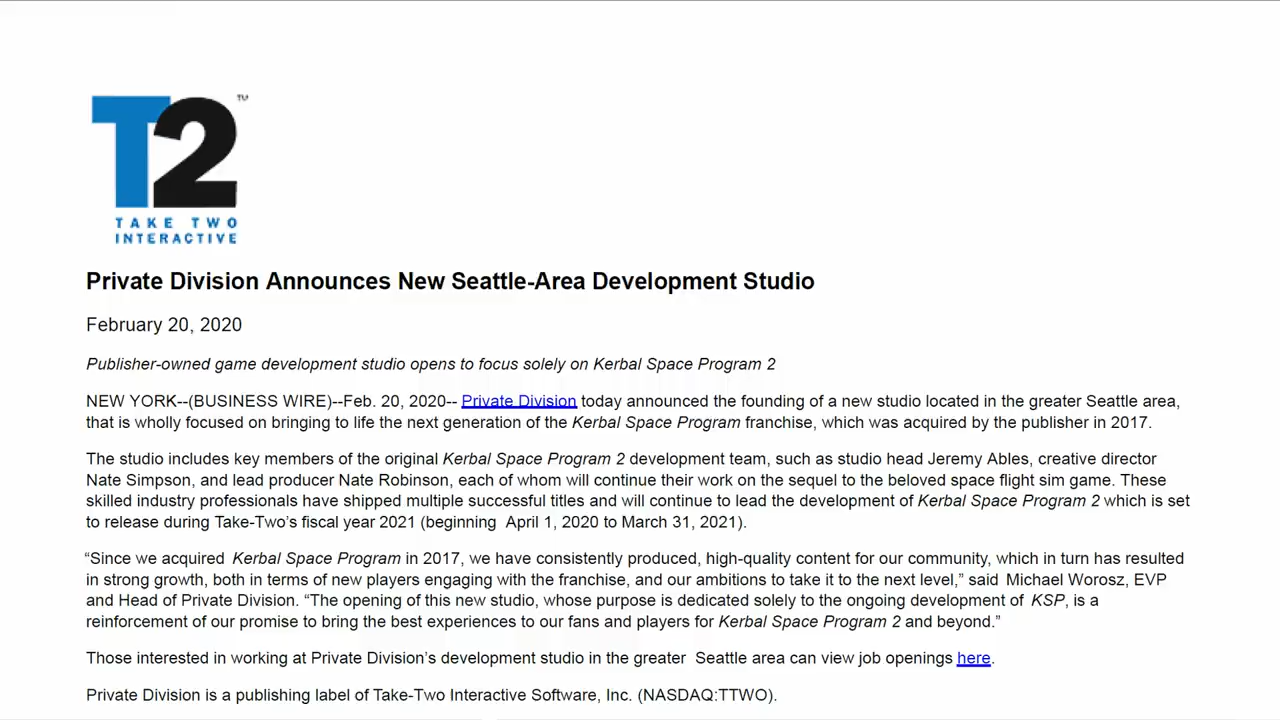 T2
TM
TAKE TWO
INTERACTIVE
Private Division Announces New Seattle-Area Development Studio
February 20, 2020
Publisher-owned game development studio opens to focus solely on Kerbal Space Program 2
NEW YORK--(BUSINESS WIRE)--Feb. 20, 2020-- Private Division today announced the founding of a new studio located in the greater Seattle area,
that is wholly focused on bringing to life the next generation of the Kerbal Space Program franchise, which was acquired by the publisher in 2017.
The studio includes key members of the original Kerbal Space Program 2 development team, such as studio head Jeremy Ables, creative director
Nate Simpson, and lead producer Nate Robinson, each of whom will continue their work on the sequel to the beloved space flight sim game. These
skilled industry professionals have shipped multiple successful titles and will continue to lead the development of Kerbal Space Program 2 which is set
to release during Take-Two’s fiscal year 2021 (beginning April 1, 2020 to March 31, 2021).
“Since we acquired Kerbal Space Program in 2017, we have consistently produced, high-quality content for our community, which in turn has resulted
in strong growth, both in terms of new players engaging with the franchise, and our ambitions to take it to the next level,” said Michael Worosz, EVP
and Head of Private Division. “The opening of this new studio, whose purpose is dedicated solely to the ongoing development of KSP, is a
reinforcement of our promise to bring the best experiences to our fans and players for Kerbal Space Program 2 and beyond.”
Those interested in working at Private Division’s development studio in the greater Seattle area can view job openings here.
Private Division is a publishing label of Take-Two Interactive Software, Inc. (NASDAQ:TTWO).